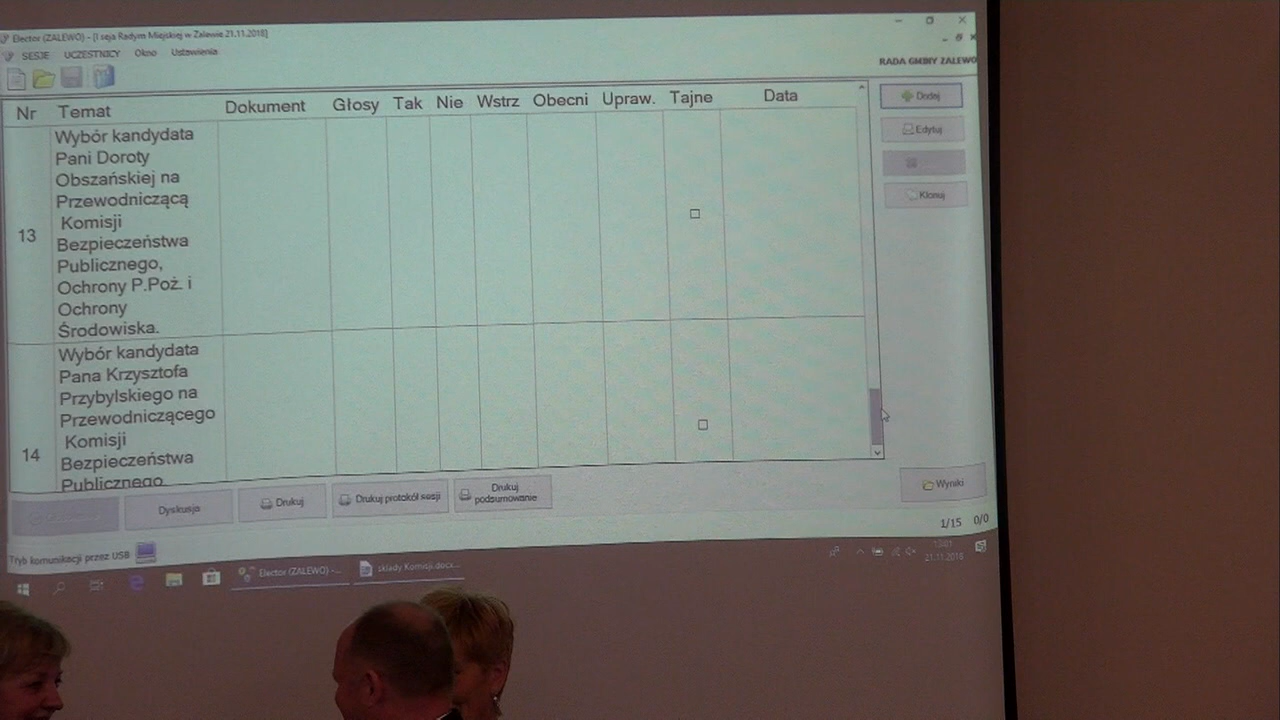 Elector (ZALEWO) - [I sesja Radym Miejskiej w Zalewie 21.11.2018]
SESJE UCZESTNICY Okno Ustawienia
RADA GMINY ZALEWO
Nr Temat Dokument Głosy Tak Nie Wstrz Obecni Upraw. Tajne Data
Dodaj
Edytuj
Klonuj
13
Wybór kandydata
Pani Doroty
Obszańskiej na
Przewodniczącą
Komisji
Bezpieczeństwa
Publicznego,
Ochrony P.Poż. i
Ochrony
Środowiska.
14
Wybór kandydata
Pana Krzysztofa
Przybylskiego na
Przewodniczącego
Komisji
Bezpieczeństwa
Publicznego
Dyskusja
Drukuj
Drukuj protokół sesji
Drukuj
podsumowanie
Wyniki
1/15 0/0
Tryb komunikacji przez USB
Elector (ZALEWO) -...
składy Komisji.docx...
21.11.2018